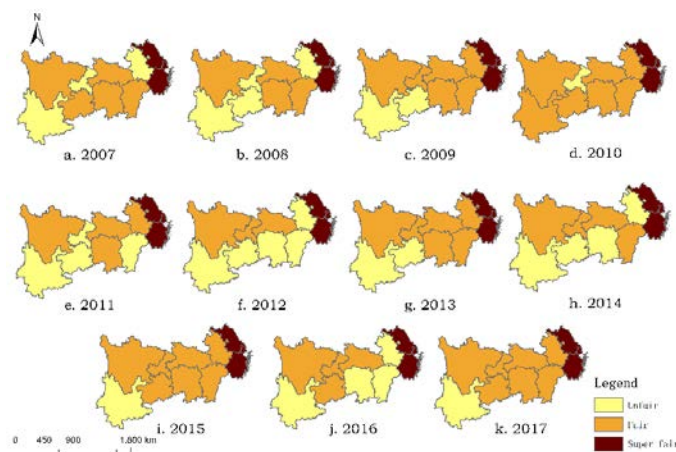 N
a. 2007
b. 2008
c. 2009
d. 2010
e. 2011
f. 2012
g. 2013
h. 2014
i. 2015
j. 2016
k. 2017
Legend
Unfair
Fair
Super fair
0 450 900 1,800 km